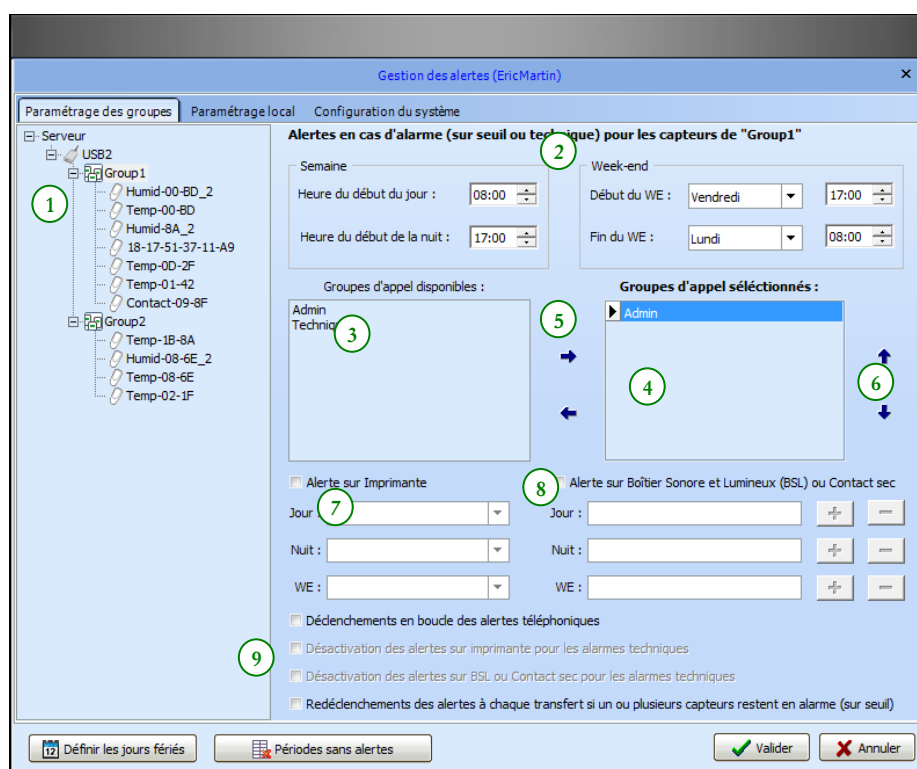 Gestion des alertes (EricMartin)
Paramétrage des groupes Paramétrage local Configuration du système
Serveur
USB2
Group1
Humid-00-BD_2
Temp-00-BD
Humid-8A_2
18-17-51-37-11-A9
Temp-0D-2F
Temp-01-42
Contact-09-8F
Group2
Temp-1B-8A
Humid-08-6E_2
Temp-08-6E
Temp-02-1F
1
Alertes en cas d'alarme (sur seuil ou technique) pour les capteurs de "Group1"
2
Semaine
Heure du début du jour : 08:00
Heure du début de la nuit : 17:00
Week-end
Début du WE : Vendredi 17:00
Fin du WE : Lundi 08:00
Groupes d'appel disponibles :
Admin
3
5
Groupes d'appel séléctionnés :
Admin
4
6
Alerte sur Imprimante
7
Jour :
Nuit :
WE :
8
Alerte sur Boîtier Sonore et Lumineux (BSL) ou Contact sec
Jour :
Nuit :
WE :
9
Déclenchements en boucle des alertes téléphoniques
Désactivation des alertes sur imprimante pour les alarmes techniques
Désactivation des alertes sur BSL ou Contact sec pour les alarmes techniques
Redéclenchements des alertes à chaque transfert si un ou plusieurs capteurs restent en alarme (sur seuil)
12 Définir les jours fériés Périodes sans alertes Valider Annuler